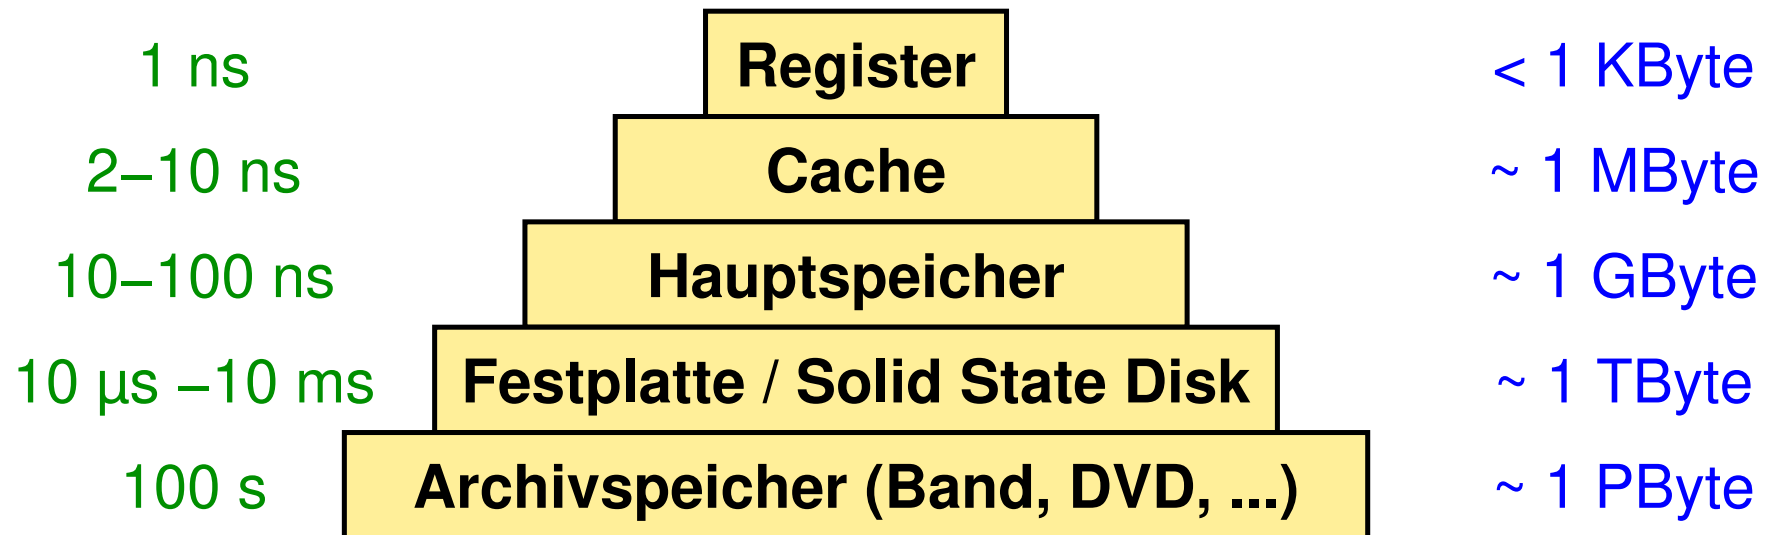 1 ns Register < 1 KByte
2–10 ns Cache ~ 1 MByte
10–100 ns Hauptspeicher ~ 1 GByte
10 µs –10 ms Festplatte / Solid State Disk ~ 1 TByte
100 s Archivspeicher (Band, DVD, ...) ~ 1 PByte